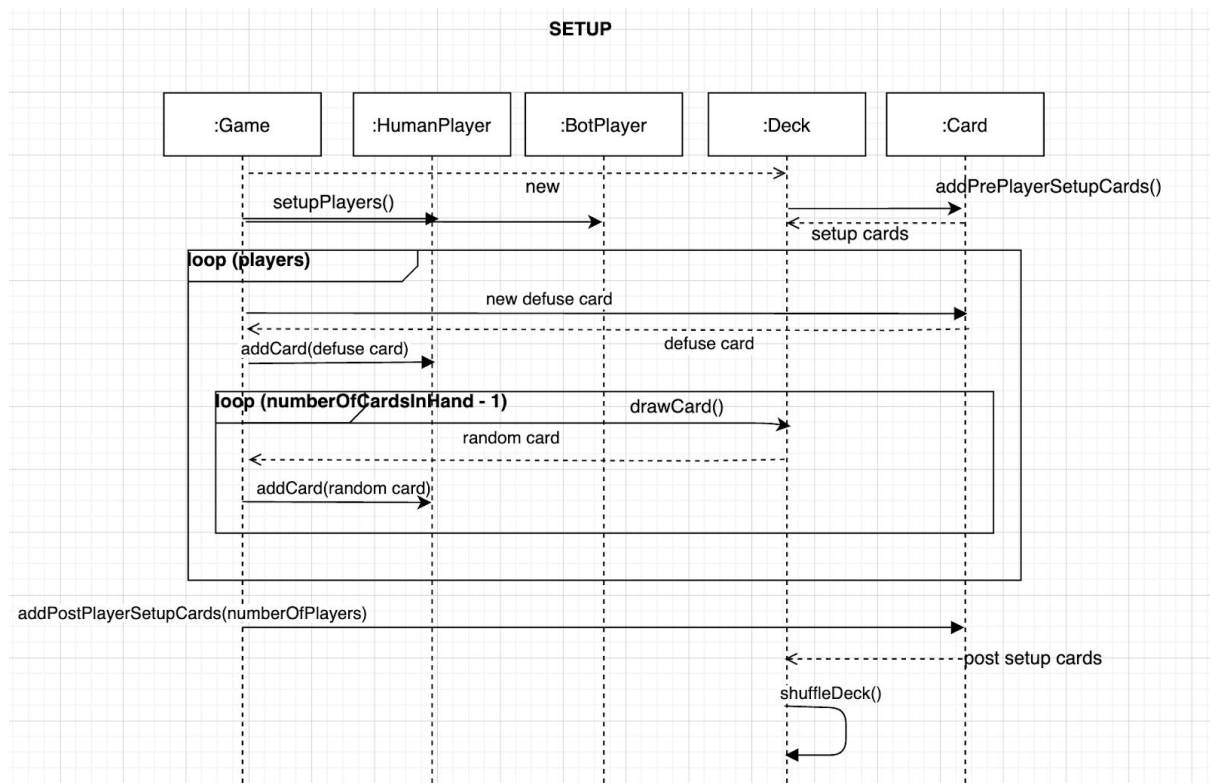 SETUP
:Game
:HumanPlayer
:BotPlayer
:Deck
:Card
new
addPrePlayerSetupCards()
setupPlayers()
setup cards
loop (players)
new defuse card
defuse card
addCard(defuse card)
loop (numberOfCardsInHand - 1)
drawCard()
random card
addCard(random card)
addPostPlayerSetupCards(numberOfPlayers)
post setup cards
shuffleDeck()